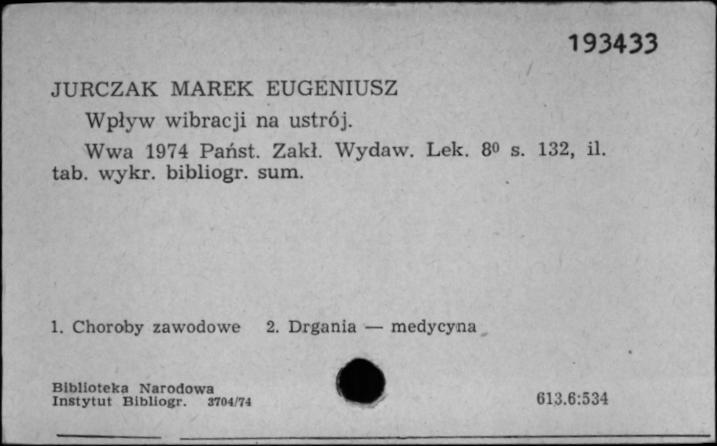 193433
JURCZAK MAREK EUGENIUSZ
Wpływ wibracji na ustrój.
Wwa 1974 Państ. Zakł. Wydaw. Lek. 8⁰ s. 132, il.
tab. wykr. bibliogr. sum.
1. Choroby zawodowe 2. Drgania — medycyna
Biblioteka Narodowa
Instytut Bibliogr. 3704/74
613.6:534